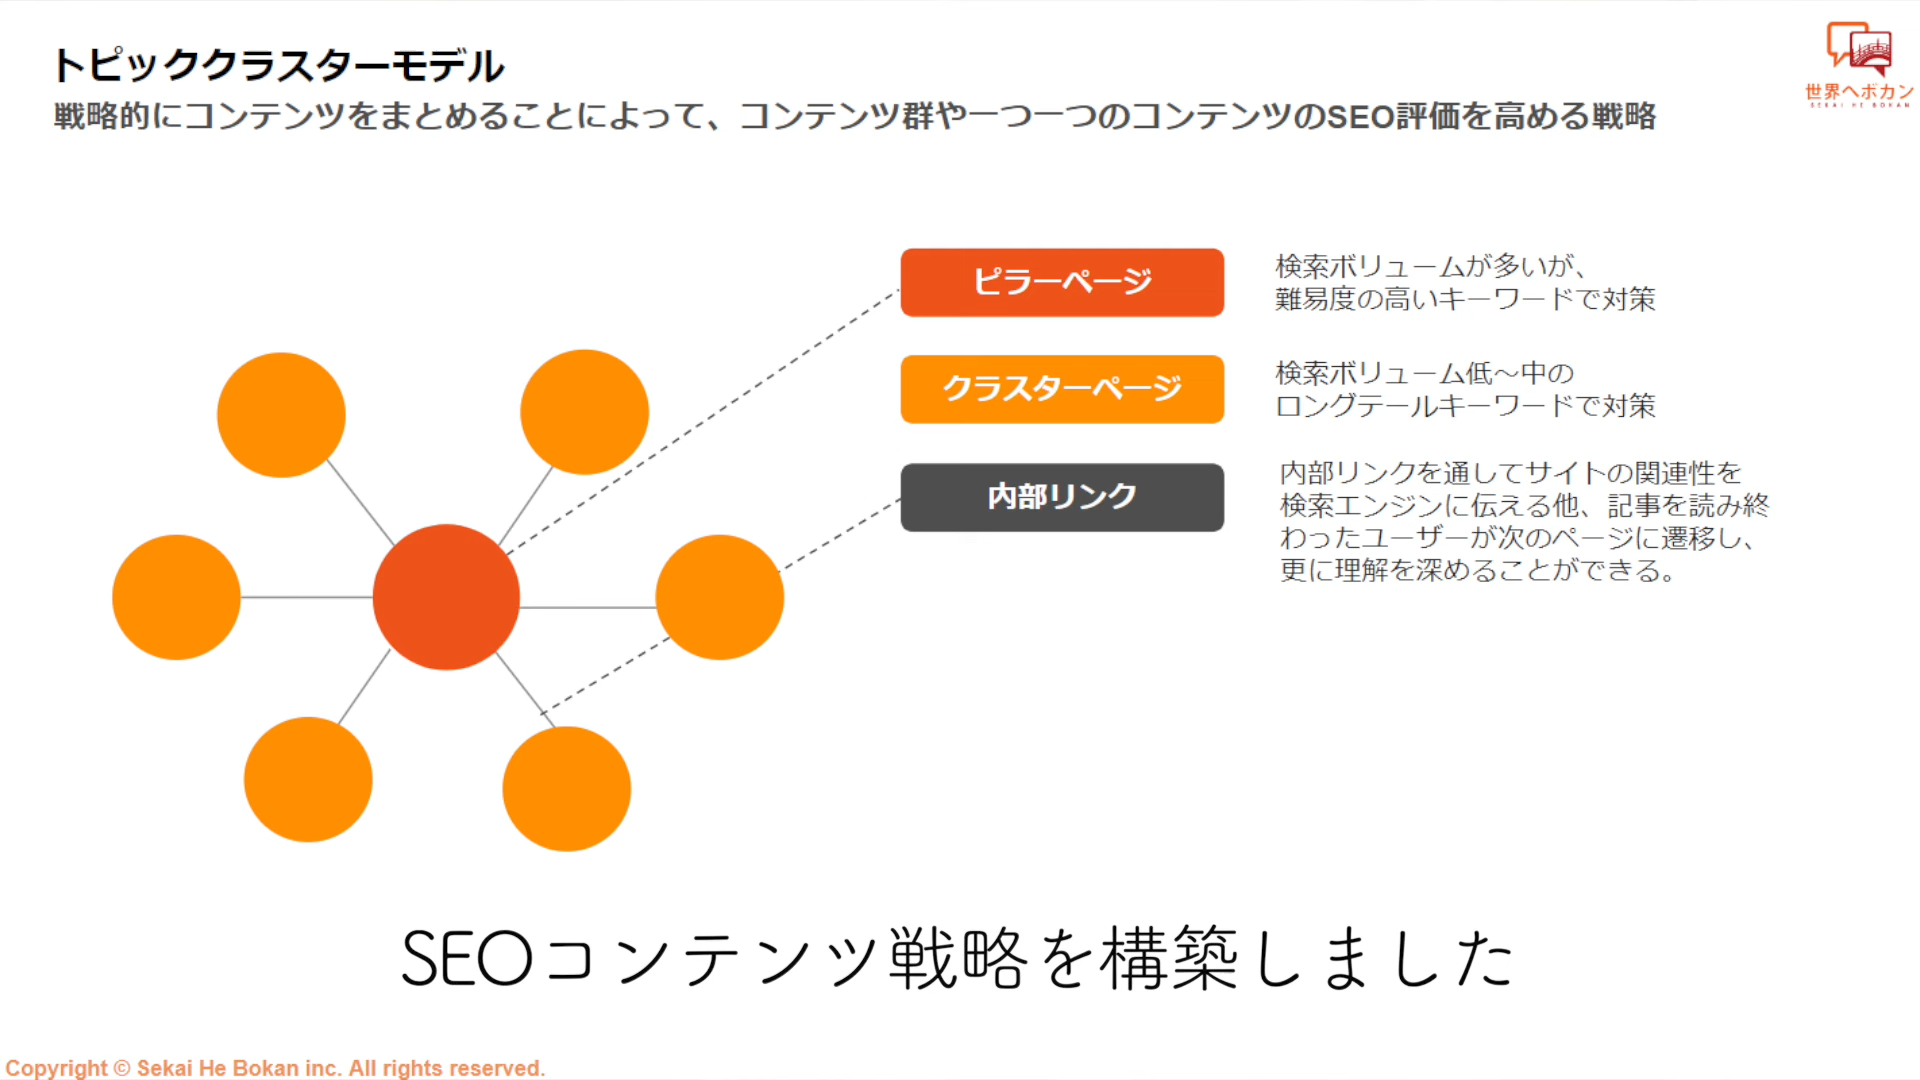 トピッククラスターモデル
戦略的にコンテンツをまとめることによって、コンテンツ群や一つ一つのコンテンツのSEO評価を高める戦略
世界へボカン
SEKAI HE BOKAN
ピラーページ
検索ボリュームが多いが、
難易度の高いキーワードで対策
クラスターページ
検索ボリューム低～中の
ロングテールキーワードで対策
内部リンク
内部リンクを通してサイトの関連性を
検索エンジンに伝える他、記事を読み終
わったユーザーが次のページに遷移し、
更に理解を深めることができる。
SEOコンテンツ戦略を構築しました
Copyright © Sekai He Bokan inc. All rights reserved.